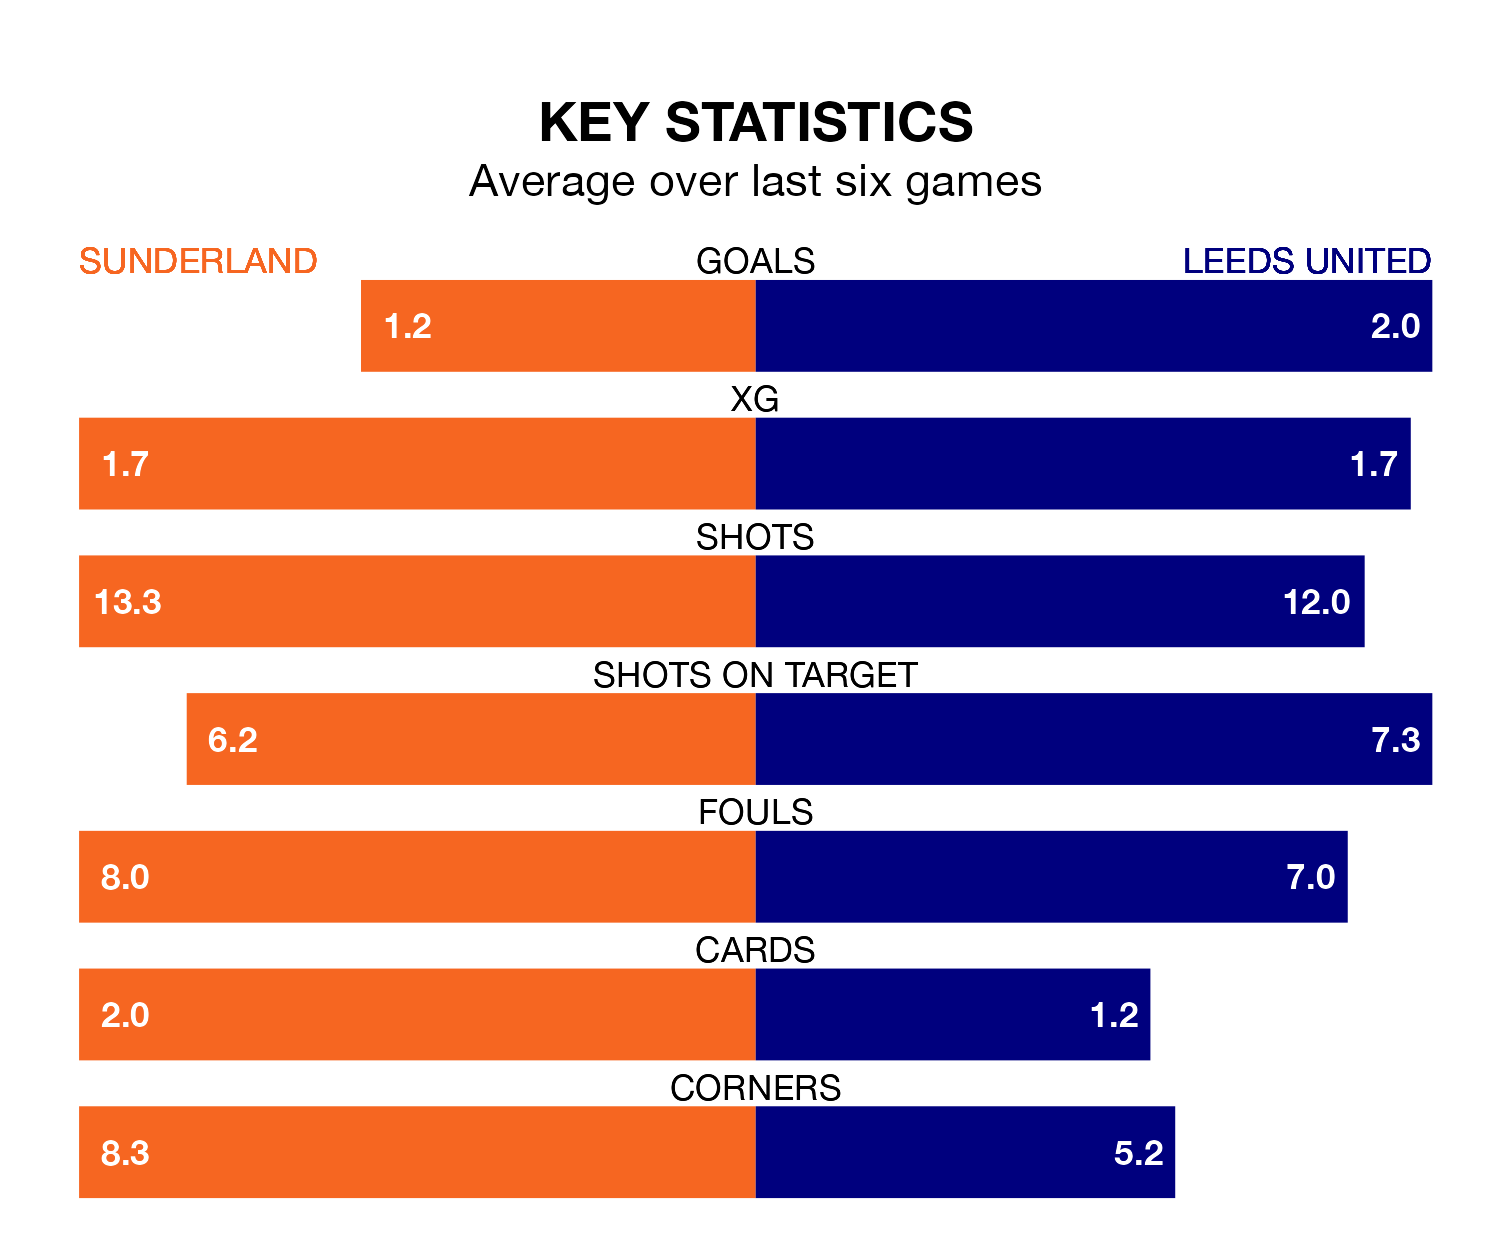 KEY STATISTICS
Average over last six games
SUNDERLAND GOALS LEEDS UNITED
1.2 2.0
XG
1.7 1.7
SHOTS
13.3 12.0
SHOTS ON TARGET
6.2 7.3
FOULS
8.0 7.0
CARDS
2.0 1.2
CORNERS
8.3 5.2